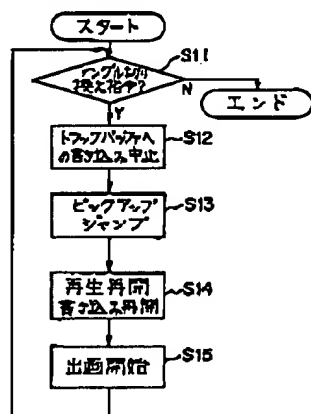 スタート
S11
アングル切り
換え指令?
N
エンド
Y
トラックバッファへ
の書き込み中止
S12
ピックアップ
ジャンプ
S13
再生再開
書き込み再開
S14
出画開始
S15